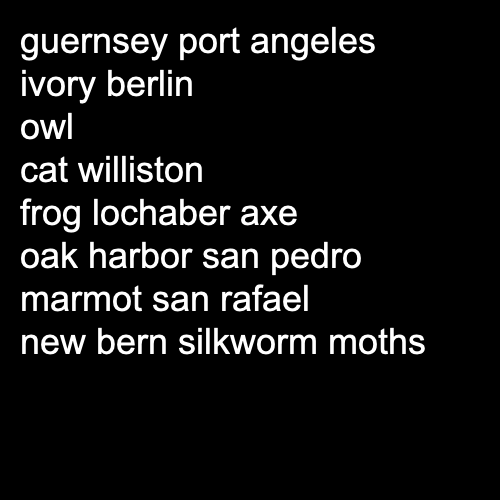 guernsey port angeles
ivory berlin
owl
cat williston
frog lochaber axe
oak harbor san pedro
marmot san rafael
new bern silkworm moths